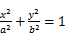 x²/a² + y²/b² = 1